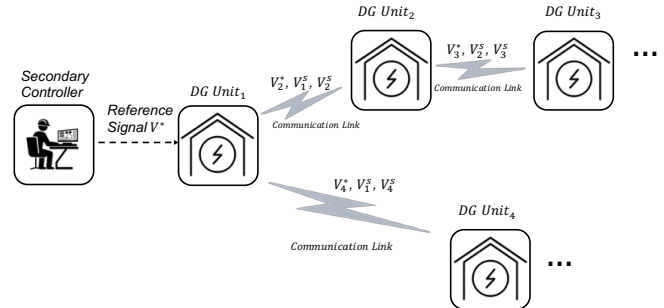 DG Unit₂
DG Unit₃
...
V₃*, V₂ˢ, V₃ˢ
Secondary
Controller
DG Unit₁
V₂*, V₁ˢ, V₂ˢ
Communication Link
Reference
Signal V*
Communication Link
V₄*, V₁ˢ, V₄ˢ
DG Unit₄
Communication Link
...